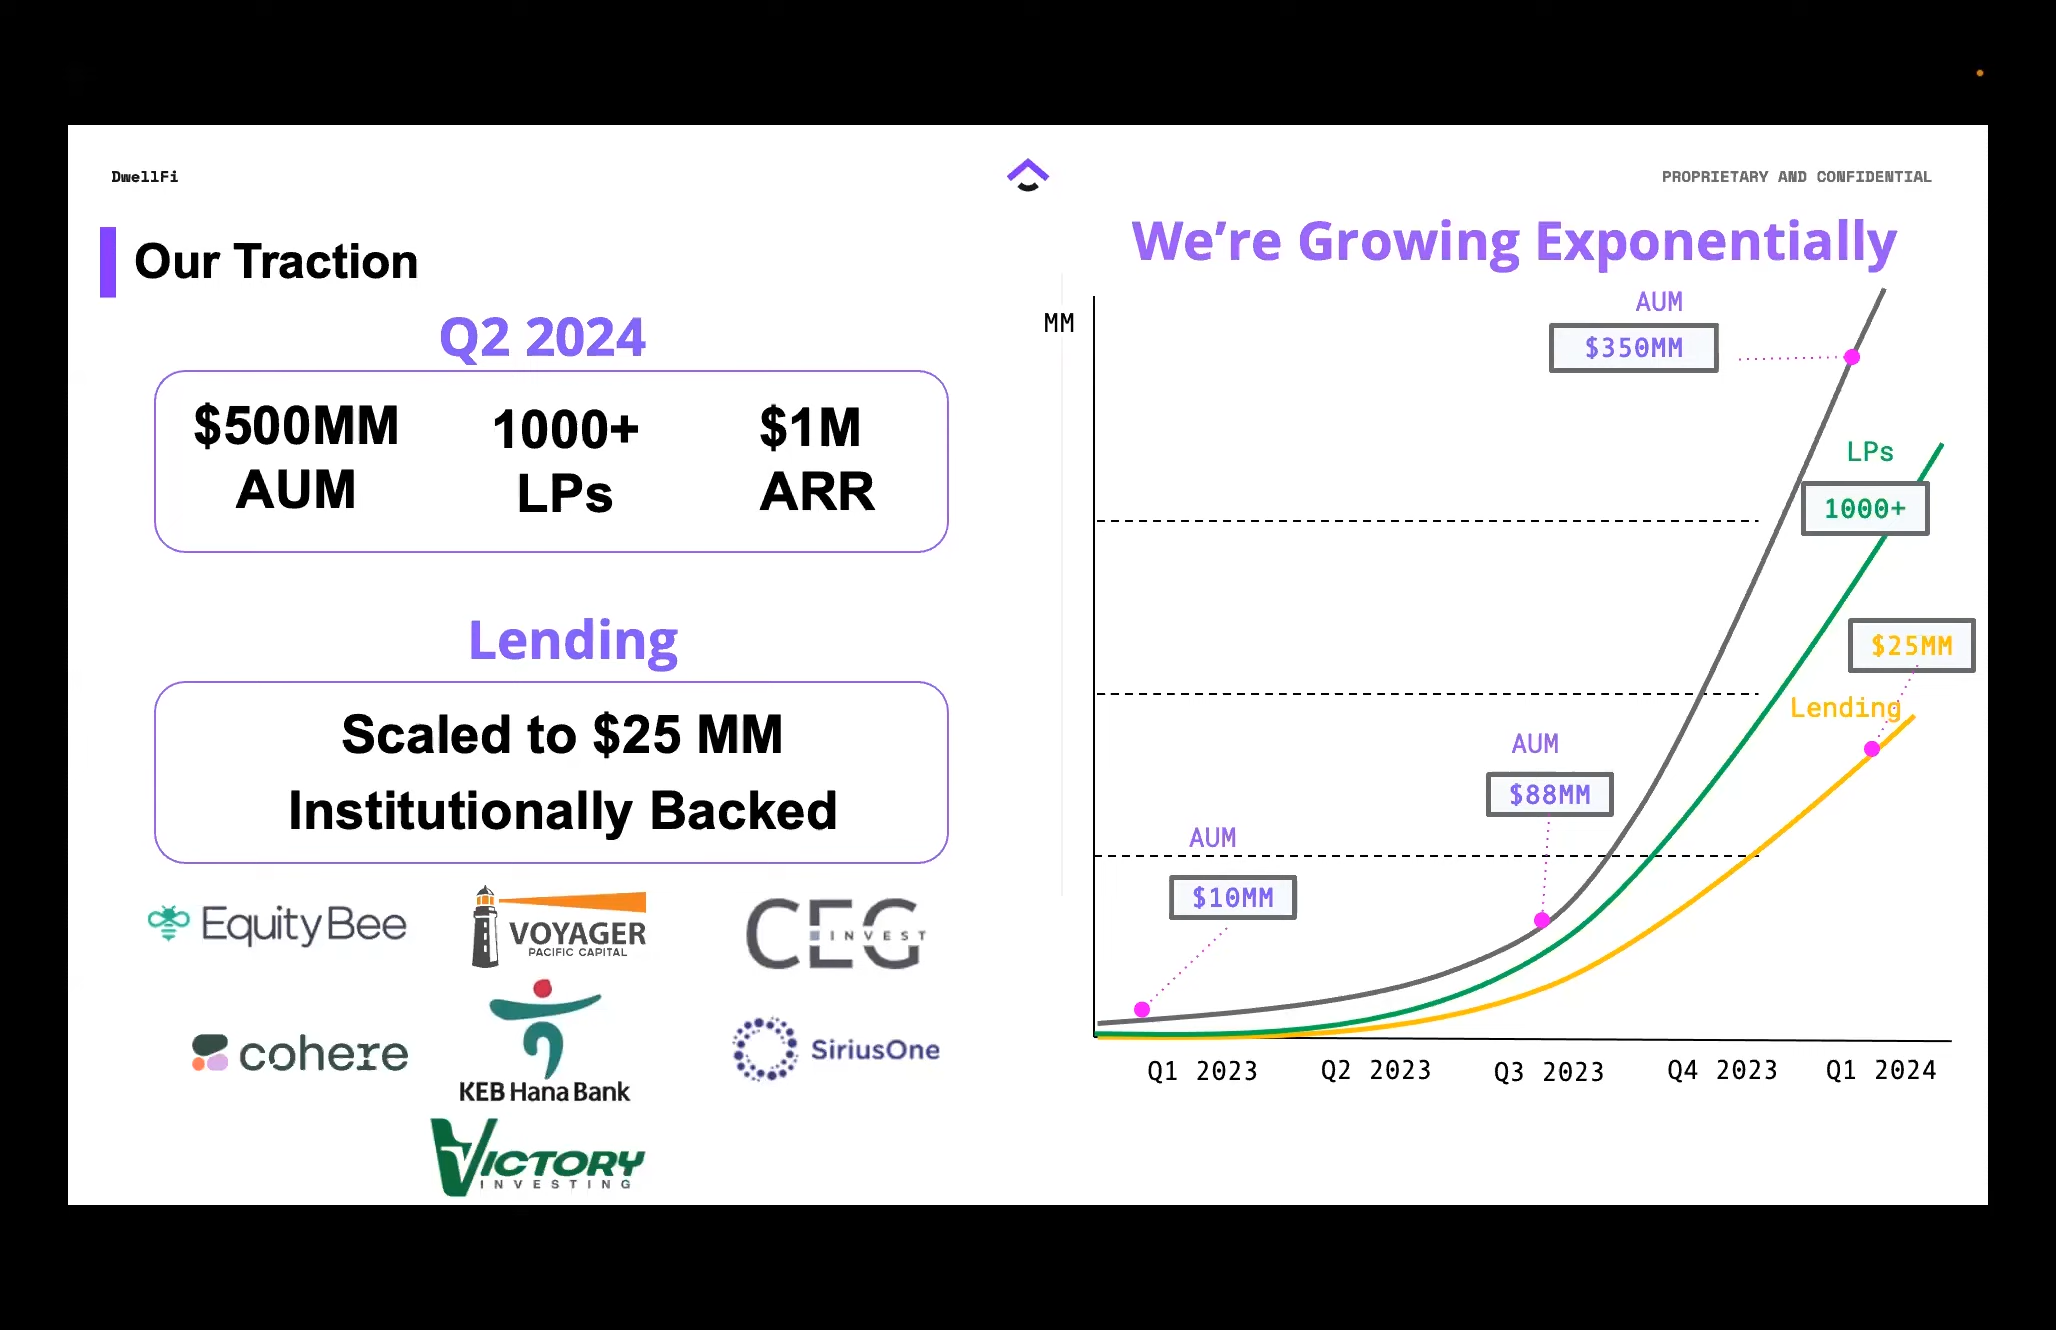 DwellFi
PROPRIETARY AND CONFIDENTIAL
Our Traction
Q2 2024
$500MM
AUM
1000+
LPs
$1M
ARR
Lending
Scaled to $25 MM
Institutionally Backed
EquityBee
VOYAGER
PACIFIC CAPITAL
CEG
INVEST
cohere
KEB Hana Bank
SiriusOne
VICTORY
INVESTING
We're Growing Exponentially
MM
AUM
$350MM
LPs
1000+
$25MM
Lending
AUM
$88MM
AUM
$10MM
Q1 2023
Q2 2023
Q3 2023
Q4 2023
Q1 2024